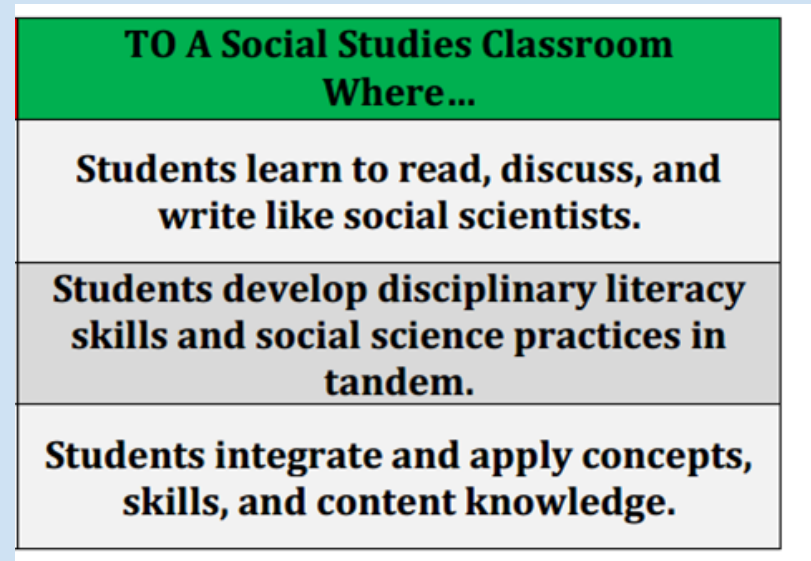 TO A Social Studies Classroom
Where...
Students learn to read, discuss, and
write like social scientists.
Students develop disciplinary literacy
skills and social science practices in
tandem.
Students integrate and apply concepts,
skills, and content knowledge.